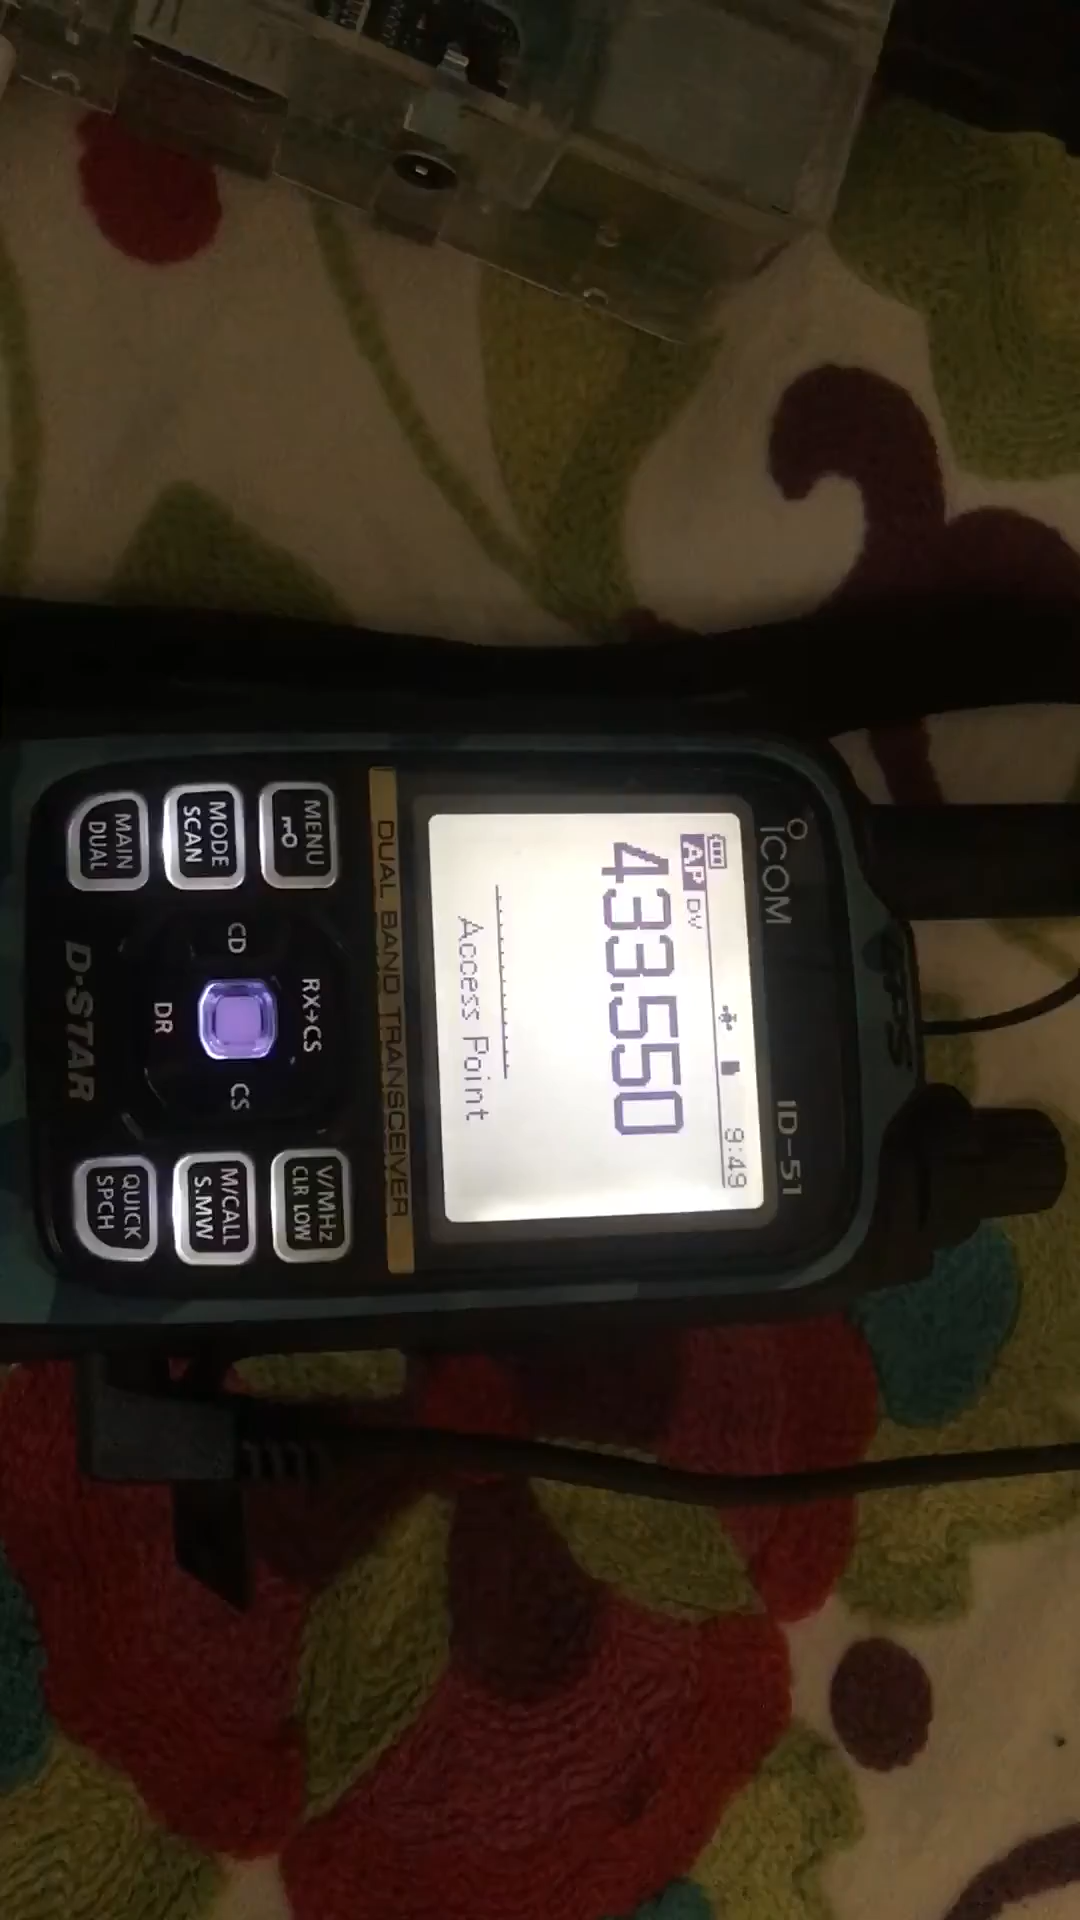 ICOM
ID-51
GPS
9:49
AP DV
433.550
Access Point
DUAL BAND TRANSCEIVER
MENU
RX→CS
V/MHz
CLR LOW
MODE
SCAN
CD
CS
M/CALL
S.MW
MAIN
DUAL
DR
QUICK
SPCH
D-STAR